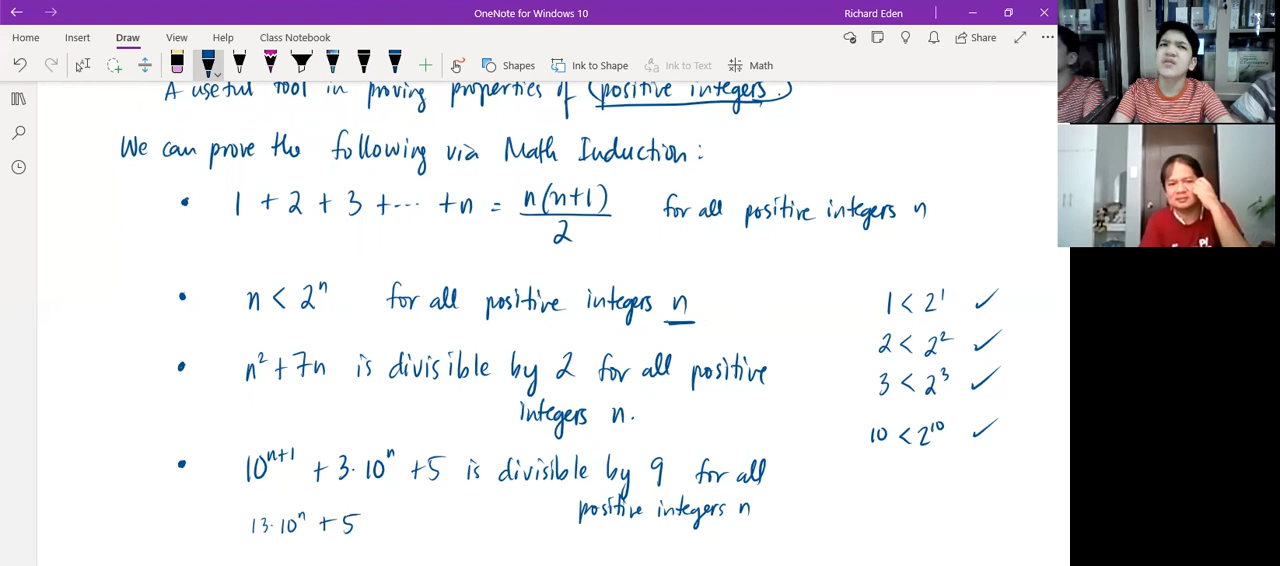 OneNote for Windows 10
Richard Eden
Home Insert Draw View Help Class Notebook
Share
Shapes Ink to Shape Ink to Text Math
A useful tool in proving properties of (positive integers.)
We can prove the following via Math Induction:
• 1 + 2 + 3 + ··· + n = n(n+1)/2 for all positive integers n
• n < 2^n for all positive integers n
1 < 2^1 ✓
2 < 2^2 ✓
• n^2 + 7n is divisible by 2 for all positive
3 < 2^3 ✓
integers n.
10 < 2^10 ✓
• 10^(n+1) + 3·10^n + 5 is divisible by 9 for all
positive integers n
13·10^n + 5